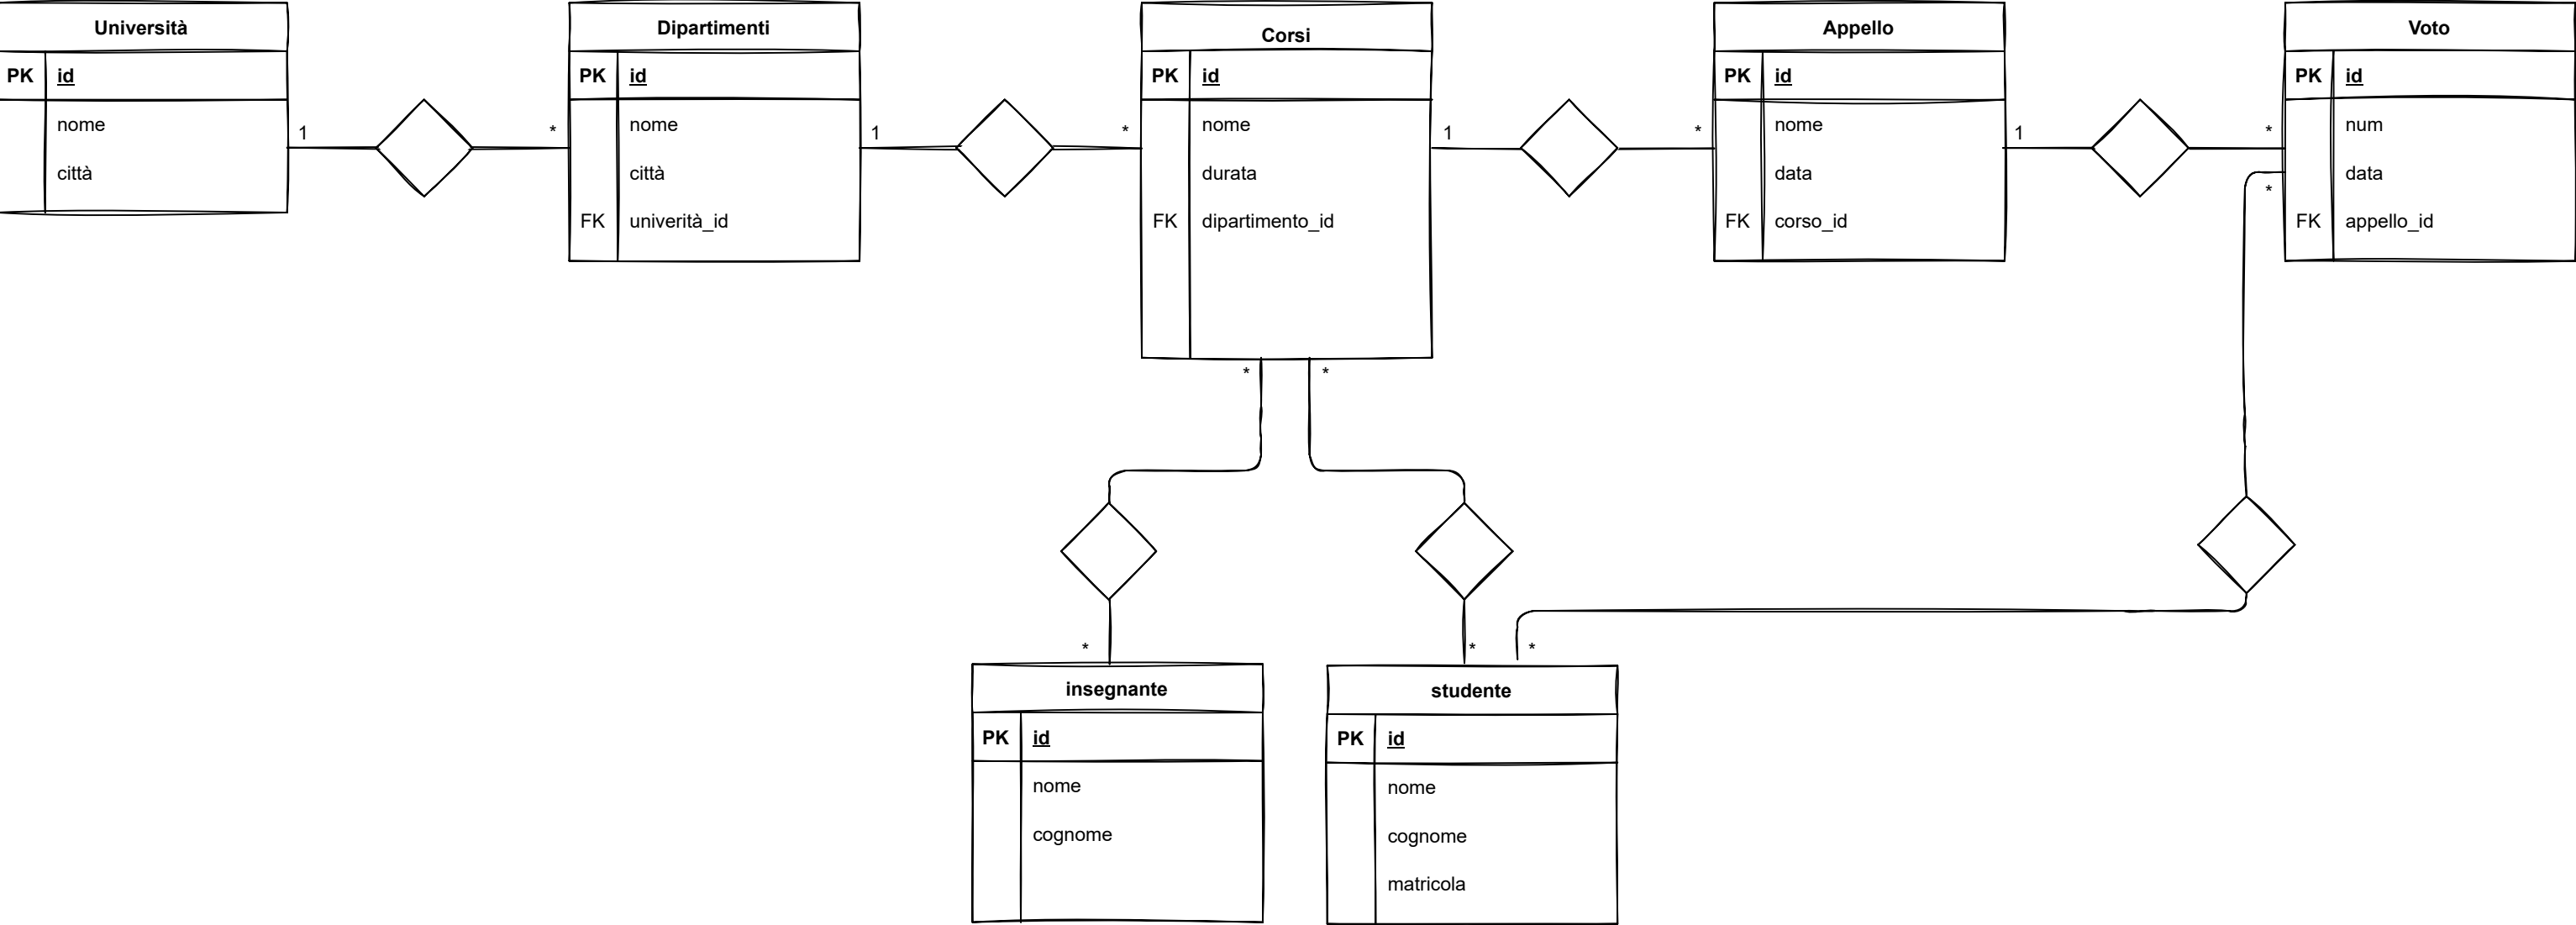 Università
PK id
nome
città
1
*
Dipartimenti
PK id
nome
città
FK univerità_id
1
*
Corsi
PK id
nome
durata
FK dipartimento_id
1
*
*
*
Appello
PK id
nome
data
FK corso_id
1
*
*
Voto
PK id
num
data
FK appello_id
*
insegnante
PK id
nome
cognome
*
*
studente
PK id
nome
cognome
matricola